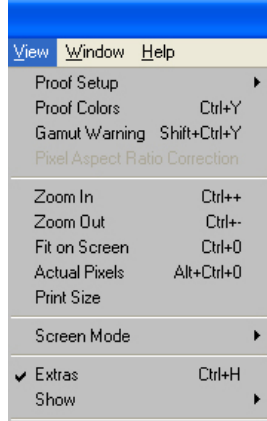 View Window Help
Proof Setup
Proof Colors Ctrl+Y
Gamut Warning Shift+Ctrl+Y
Pixel Aspect Ratio Correction
Zoom In Ctrl++
Zoom Out Ctrl+-
Fit on Screen Ctrl+0
Actual Pixels Alt+Ctrl+0
Print Size
Screen Mode
Extras Ctrl+H
Show